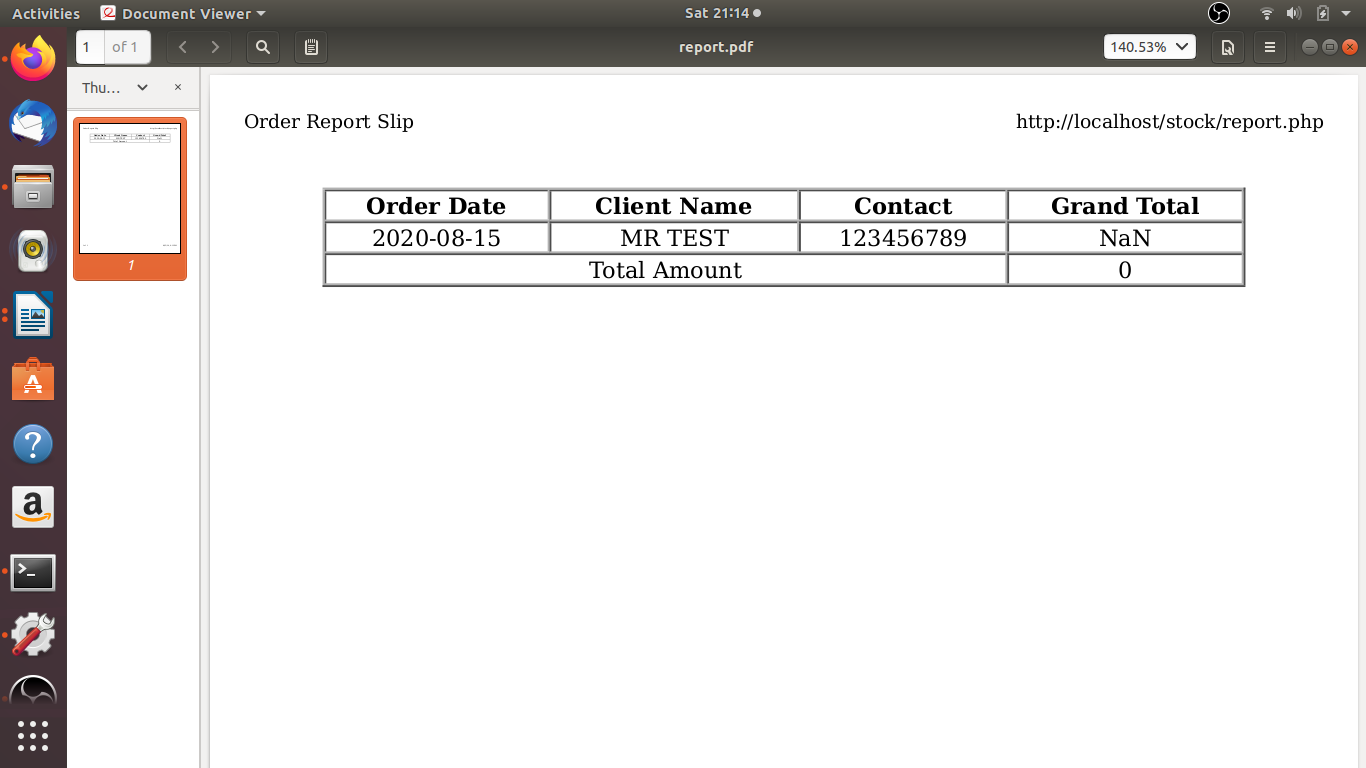 Activities Document Viewer Sat 21:14
1 of 1 report.pdf 140.53%
Thu...
1
Order Report Slip http://localhost/stock/report.php
Order Date Client Name Contact Grand Total
2020-08-15 MR TEST 123456789 NaN
Total Amount 0